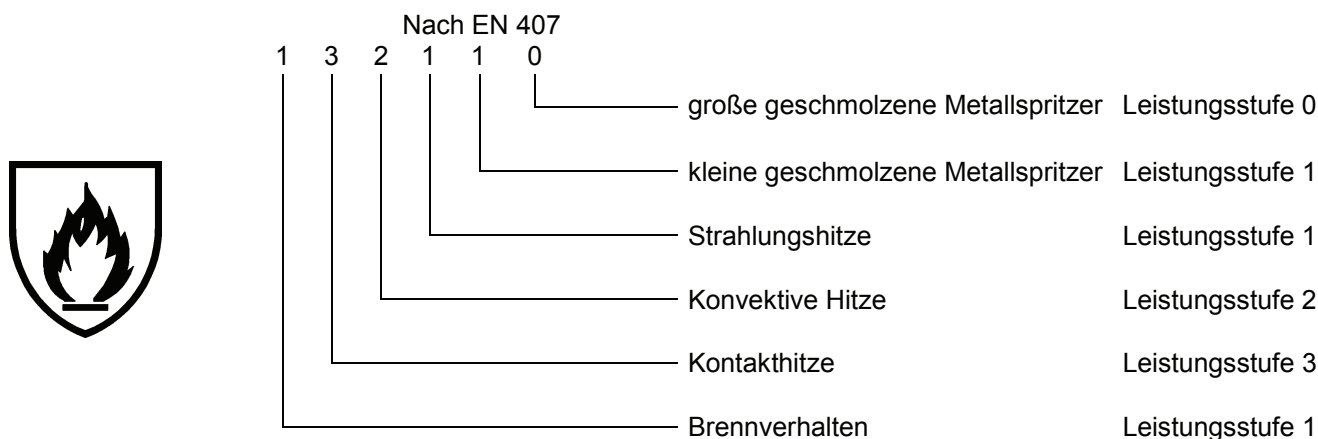 Nach EN 407
1 3 2 1 1 0
große geschmolzene Metallspritzer Leistungsstufe 0
kleine geschmolzene Metallspritzer Leistungsstufe 1
Strahlungshitze Leistungsstufe 1
Konvektive Hitze Leistungsstufe 2
Kontakthitze Leistungsstufe 3
Brennverhalten Leistungsstufe 1